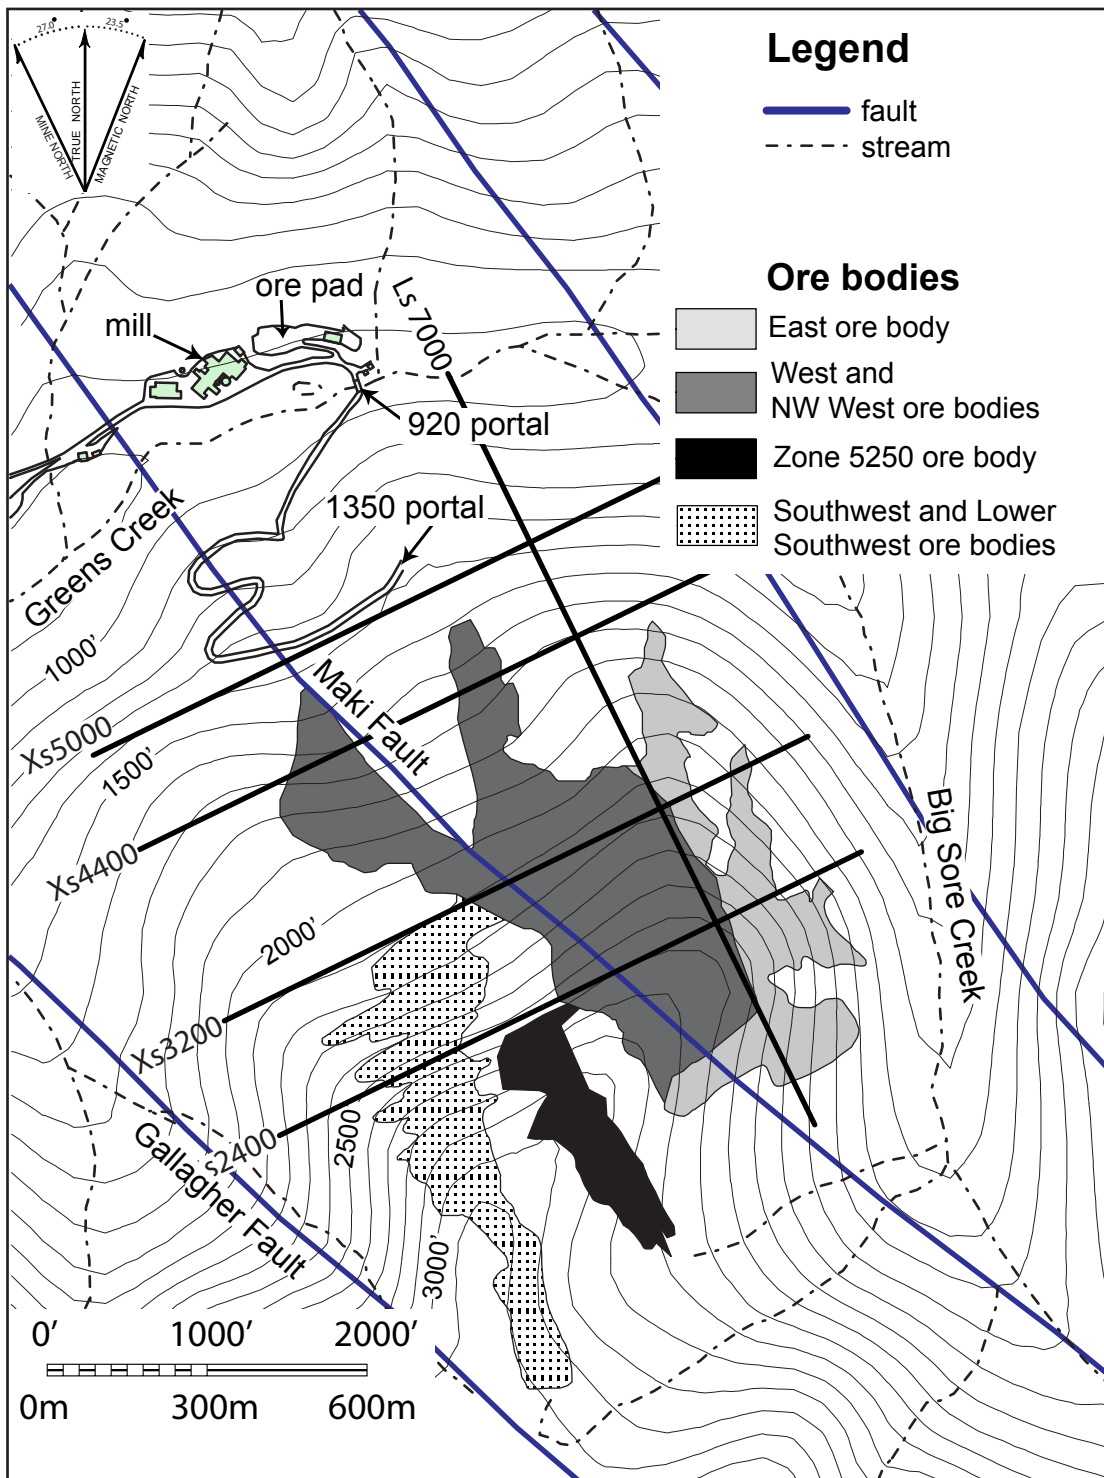 27.0°
23.5°
MINE NORTH
TRUE NORTH
MAGNETIC NORTH
Legend
fault
stream
Ore bodies
East ore body
West and
NW West ore bodies
Zone 5250 ore body
Southwest and Lower
Southwest ore bodies
ore pad
mill
Ls 7000
920 portal
1350 portal
Greens Creek
1000’
Maki Fault
Xs5000
1500’
Xs4400
Big Sore Creek
2000’
Xs3200
2500
s2400
Gallagher Fault
3000’
0’ 1000’ 2000’
0m 300m 600m